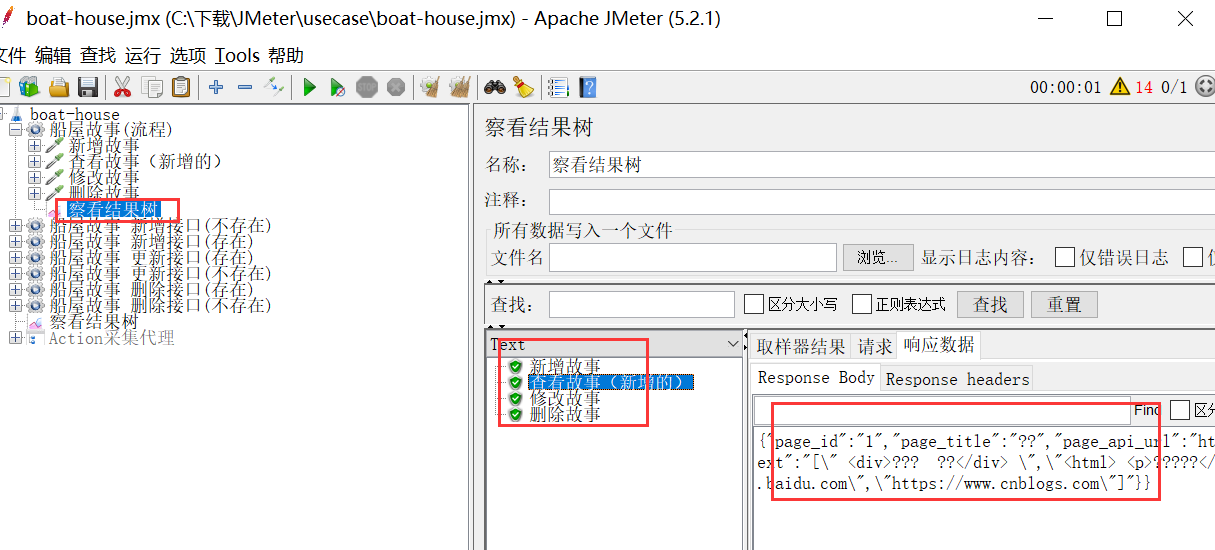 boat-house.jmx (C:\下载\JMeter\usecase\boat-house.jmx) - Apache JMeter (5.2.1)
文件 编辑 查找 运行 选项 Tools 帮助
00:00:01 14 0/1
boat-house
船屋故事(流程)
新增故事
查看故事（新增的）
修改故事
删除故事
察看结果树
船屋故事 新增接口(不存在)
船屋故事 新增接口(存在)
船屋故事 更新接口(存在)
船屋故事 更新接口(不存在)
船屋故事 删除接口(存在)
船屋故事 删除接口(不存在)
察看结果树
Action采集代理
察看结果树
名称： 察看结果树
注释：
所有数据写入一个文件
文件名 浏览... 显示日志内容： 仅错误日志
查找： 区分大小写 正则表达式 查找 重置
Text
新增故事
查看故事（新增的）
修改故事
删除故事
取样器结果 请求 响应数据
Response Body Response headers
Find 区分
{"page_id":"1","page_title":"??","page_api_url":"ht
ext":"[\" <div>???  ??</div> \",\"<html> <p>?????</
.baidu.com\",\"https://www.cnblogs.com\"]"}}